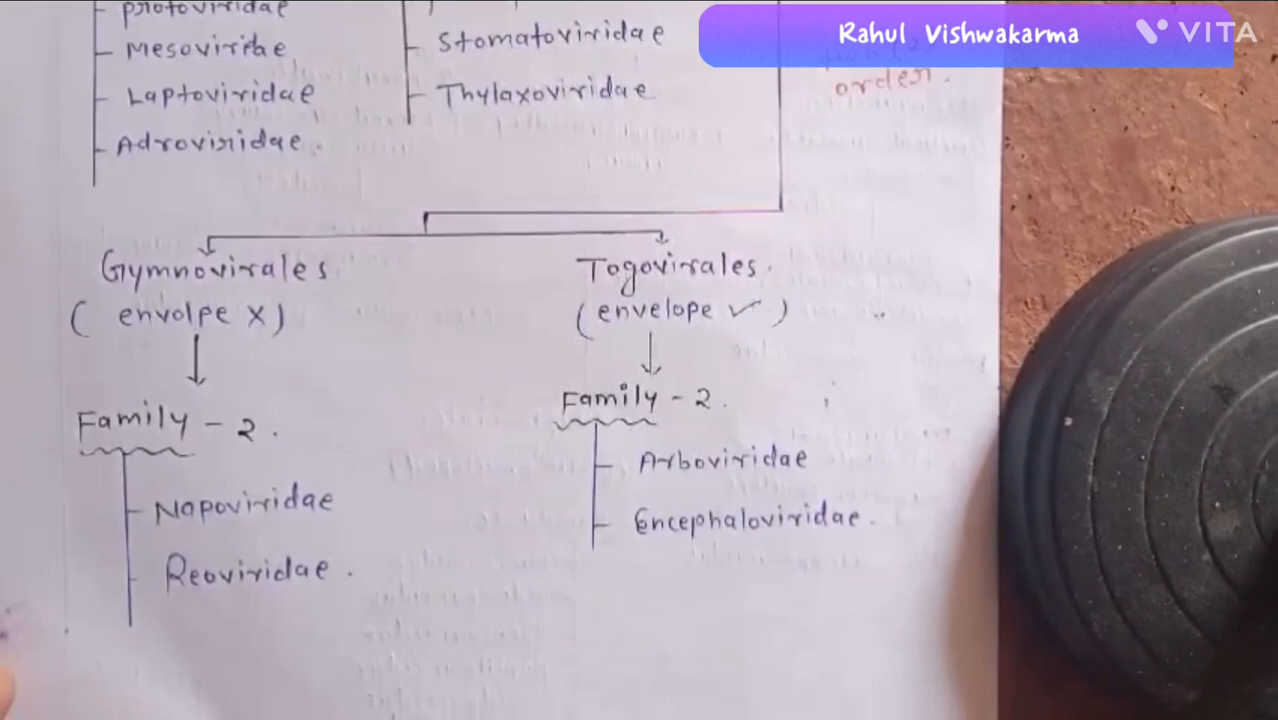 Rahul Vishwakarma
VITA
Protoviridae
Mesoviridae
Laptoviridae
Adroviridae.
Stomatoviridae
Thylaxoviridae
order.
Gymnovirales
(envolpe x)
Togovirales.
(envelope ✓)
Family - 2.
Napoviridae
Reoviridae.
Family - 2.
Arboviridae
Encephaloviridae.